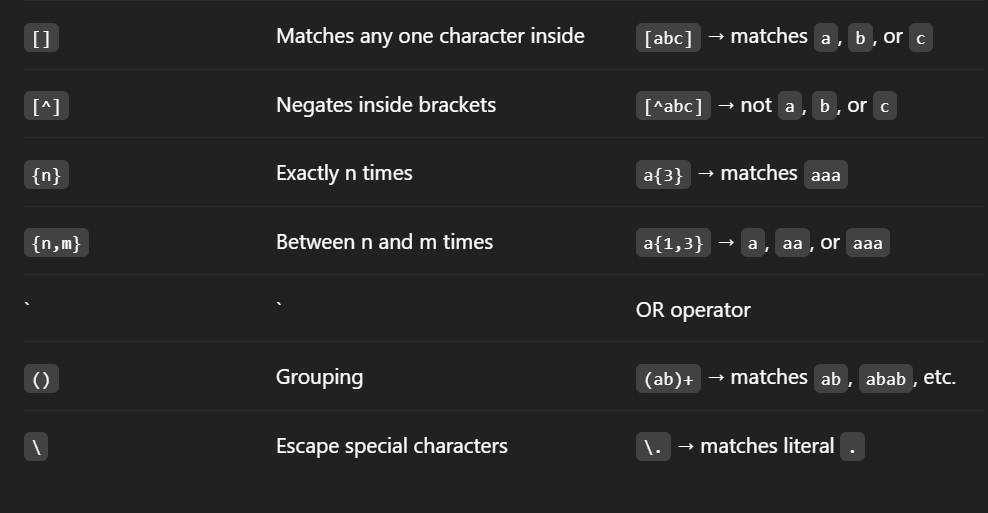 [] Matches any one character inside [abc] → matches a, b, or c
[^] Negates inside brackets [^abc] → not a, b, or c
{n} Exactly n times a{3} → matches aaa
{n,m} Between n and m times a{1,3} → a, aa, or aaa
` ` OR operator
() Grouping (ab)+ → matches ab, abab, etc.
\ Escape special characters \. → matches literal .